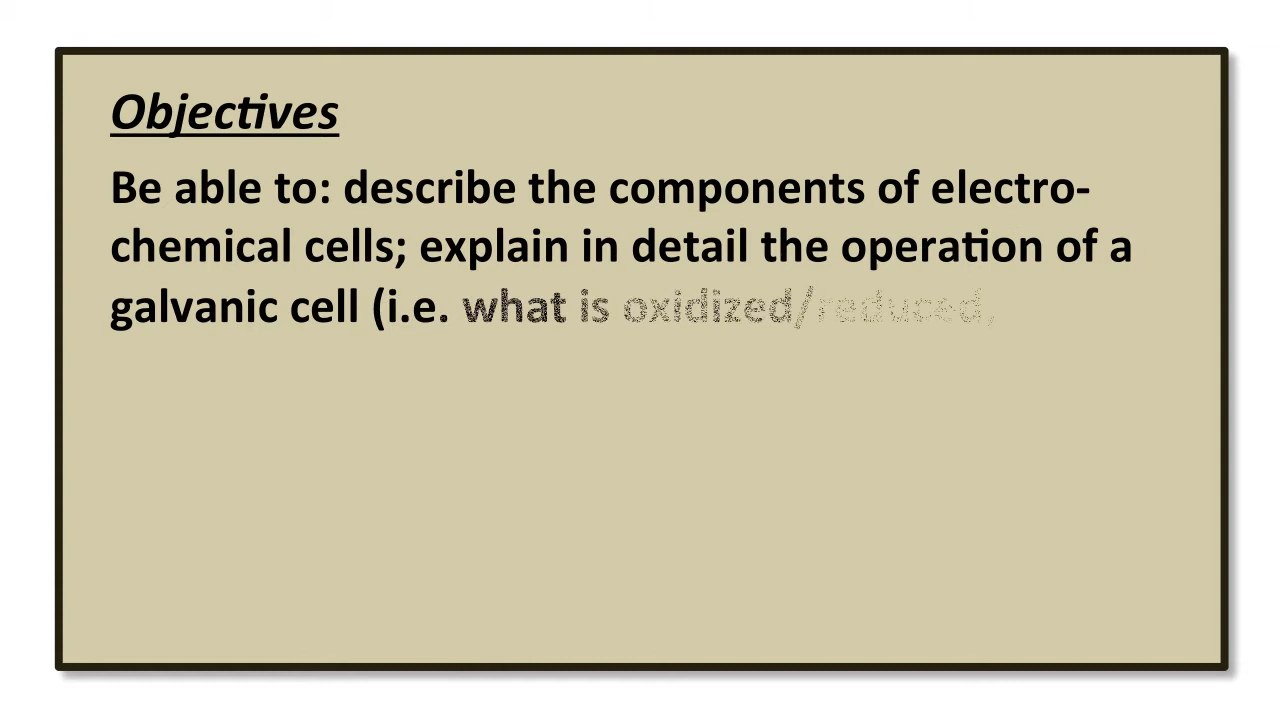 Objectives
Be able to: describe the components of electro-
chemical cells; explain in detail the operation of a
galvanic cell (i.e. what is oxidized/reduced,